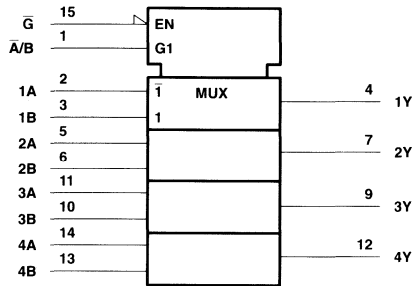 G̅ 15 EN
A̅/B 1 G1
1A 2 1̅ MUX 4 1Y
1B 3 1
2A 5 7 2Y
2B 6
3A 11 9 3Y
3B 10
4A 14 12 4Y
4B 13